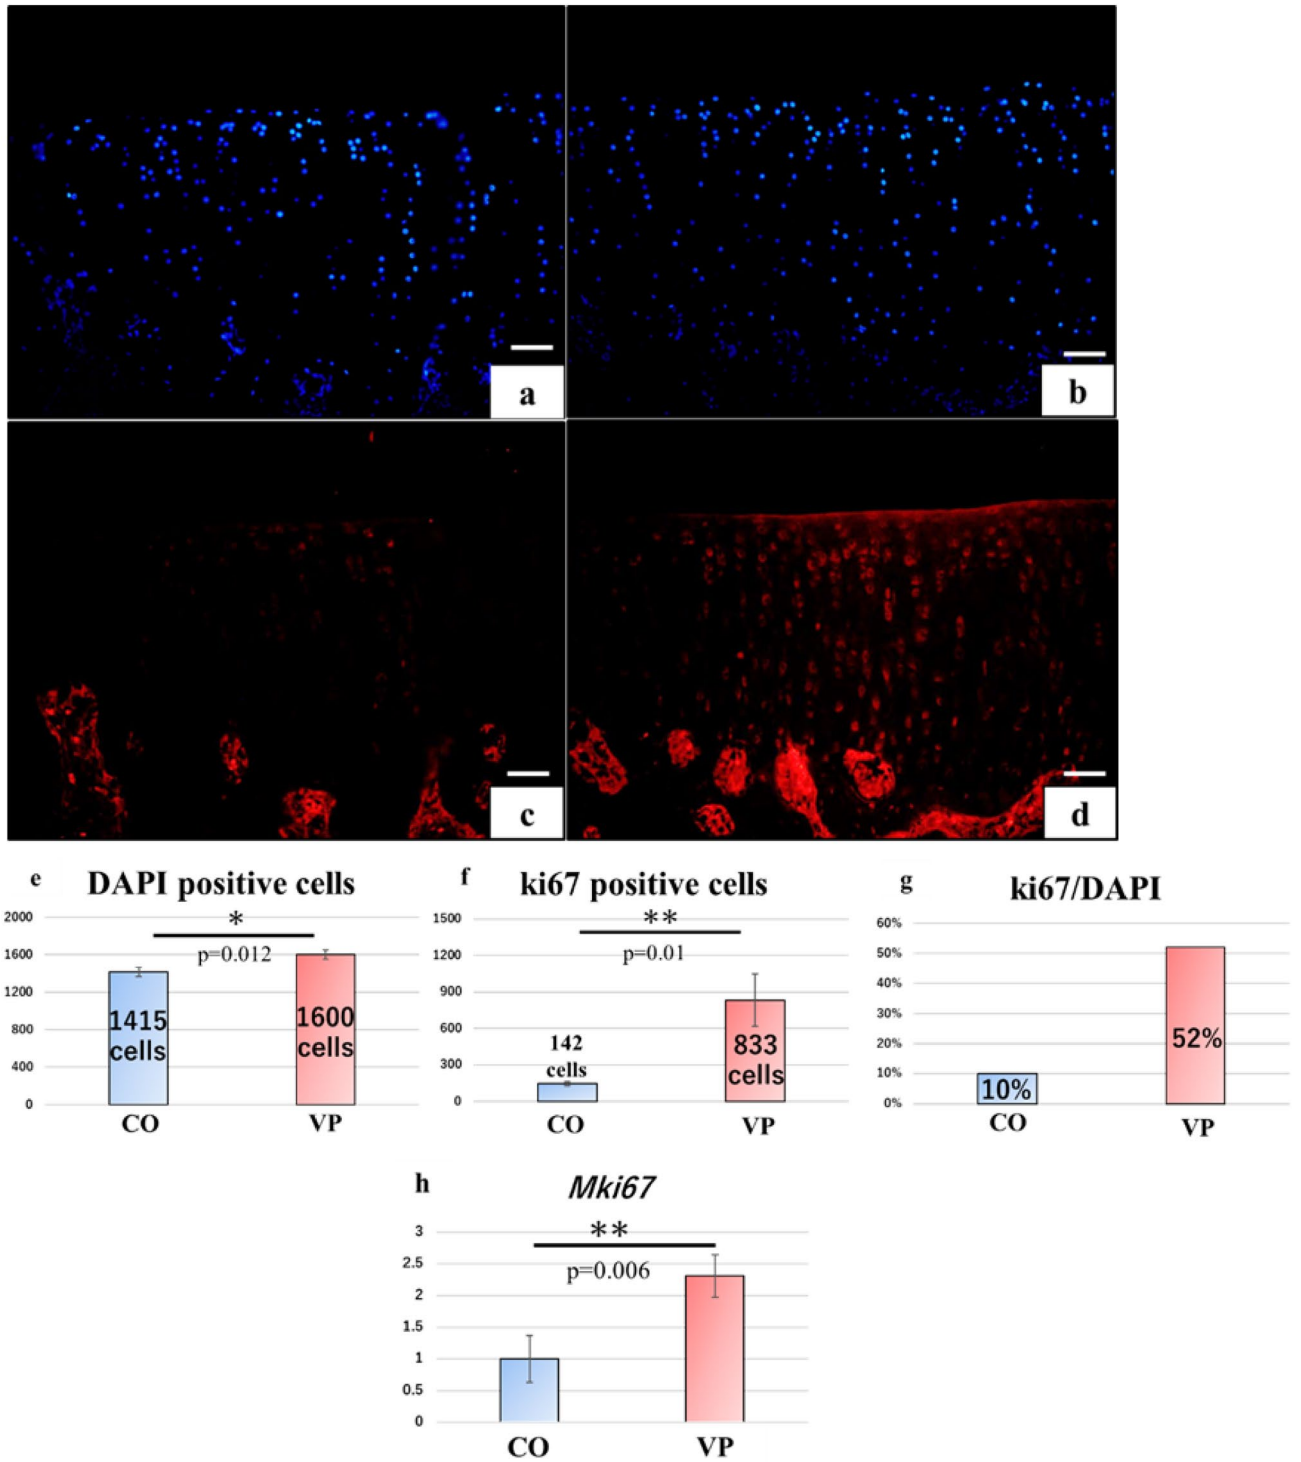 a
b
c
d
e DAPI positive cells
2000
1600
1200
800
400
0
*
p=0.012
1415
cells
1600
cells
CO
VP
f ki67 positive cells
1500
1200
900
600
300
0
**
p=0.01
142
cells
833
cells
CO
VP
g ki67/DAPI
60%
50%
40%
30%
20%
10%
0%
10%
52%
CO
VP
h Mki67
3
2.5
2
1.5
1
0.5
0
**
p=0.006
CO
VP